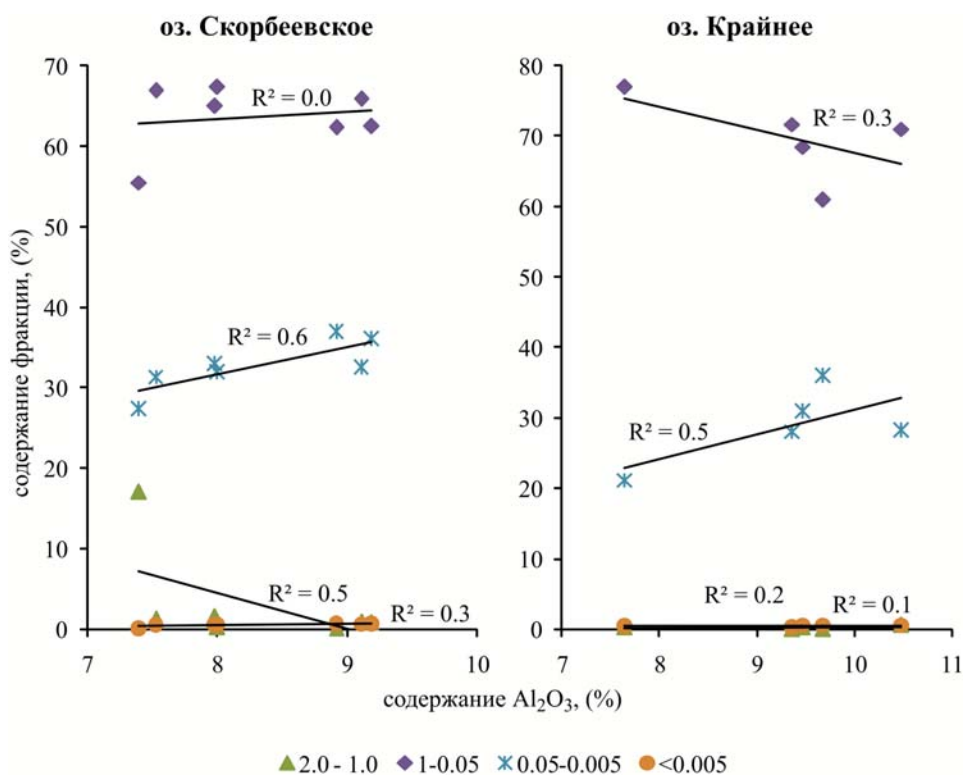 оз. Скорбеевское
оз. Крайнее
содержание фракции, (%)
70
60
50
40
30
20
10
0
7
8
9
10
R² = 0.0
R² = 0.6
R² = 0.5
R² = 0.3
80
70
60
50
40
30
20
10
0
7
8
9
10
11
R² = 0.3
R² = 0.5
R² = 0.2
R² = 0.1
содержание Al₂O₃, (%)
2.0 - 1.0 1-0.05 0.05-0.005 <0.005